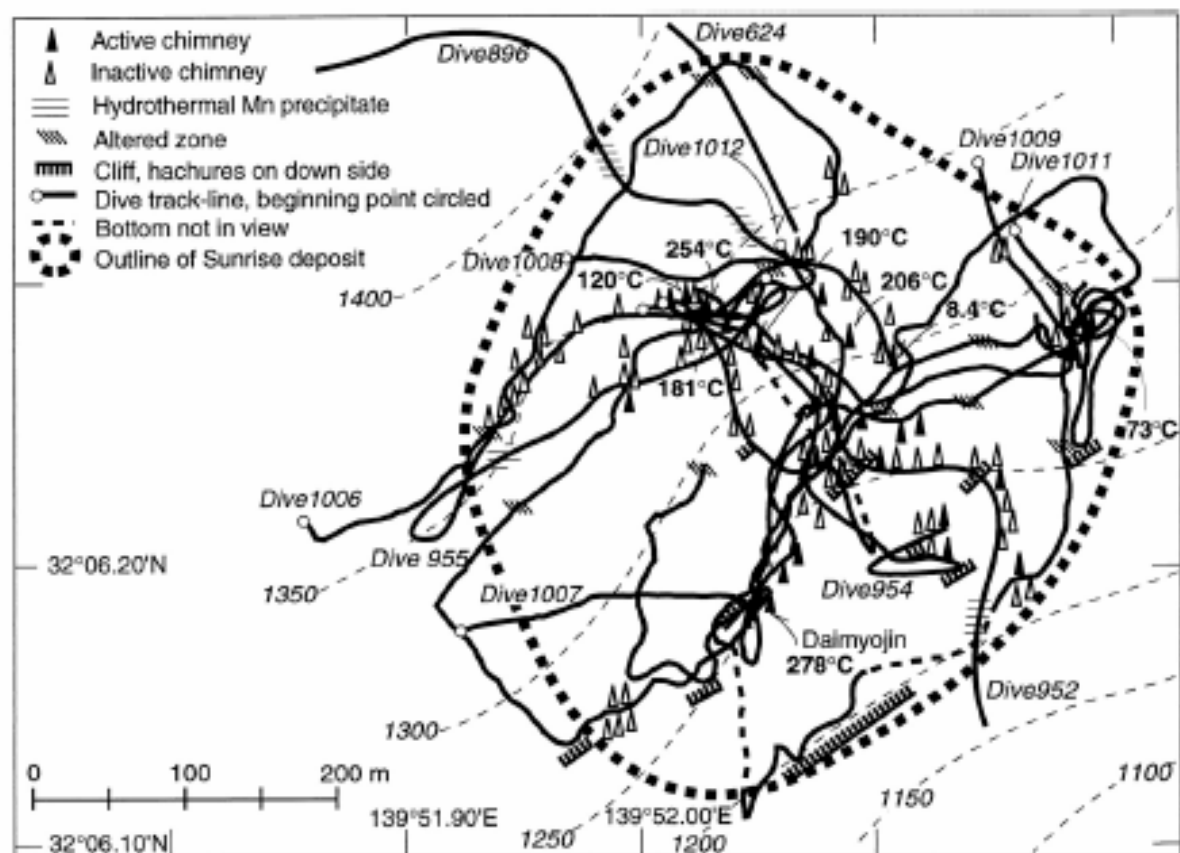 Active chimney
Inactive chimney
Hydrothermal Mn precipitate
Altered zone
Cliff, hachures on down side
Dive track-line, beginning point circled
Bottom not in view
Outline of Sunrise deposit
Dive896
Dive624
Dive1012
Dive1009
Dive1011
254°C
190°C
Dive1008
120°C
206°C
1400
8.4°C
181°C
73°C
Dive1006
Dive 955
32°06.20'N
1350
Dive1007
Dive954
Daimyojin
278°C
Dive952
1300
0 100 200 m
1100
139°51.90'E
139°52.00'E
1150
1250
1200
32°06.10'N